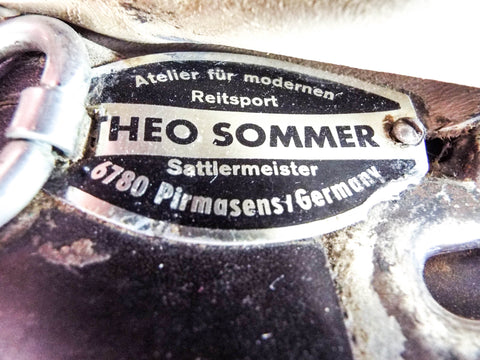 Atelier für modernen
Reitsport
THEO SOMMER
Sattlermeister
6780 Pirmasens/Germany